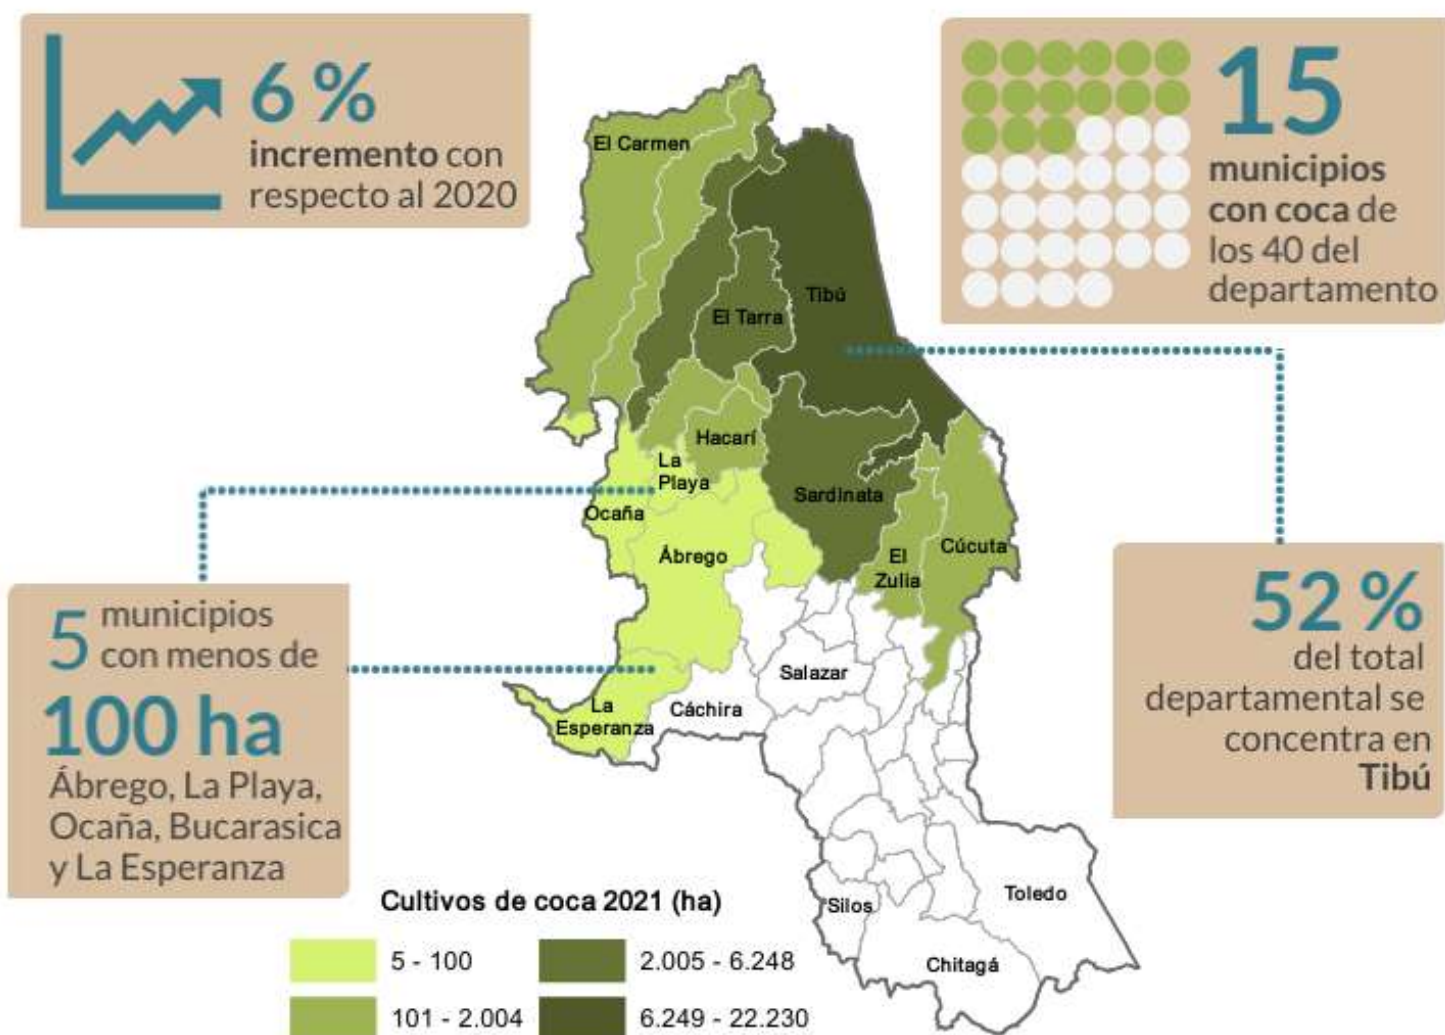 6 %
incremento con
respecto al 2020
15
municipios
con coca de
los 40 del
departamento
El Carmen
Tibú
El Tarra
Hacarí
La
Playa
Sardinata
Ocaña
Ábrego
El
Zulia
Cúcuta
Salazar
La
Esperanza
Cáchira
Toledo
Silos
Chitagá
5 municipios
con menos de
100 ha
Ábrego, La Playa,
Ocaña, Bucarasica
y La Esperanza
52 %
del total
departamental se
concentra en
Tibú
Cultivos de coca 2021 (ha)
5 - 100
2.005 - 6.248
101 - 2.004
6.249 - 22.230